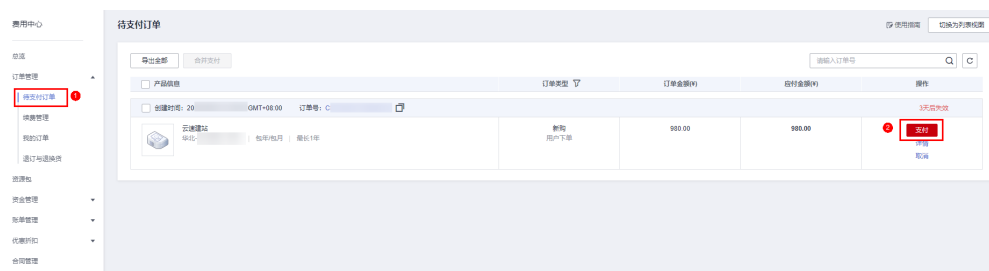 费用中心
待支付订单
使用指南
切换为列表视图
总览
导出全部
合并支付
请输入订单号
订单管理
产品信息
订单类型
订单金额(¥)
应付金额(¥)
操作
待支付订单
1
创建时间: 20
GMT+08:00
订单号: C
3天后失效
续费管理
云速建站
新购
980.00
980.00
2
支付
我的订单
华北-
| 包年/包月 | 最长1年
用户下单
详情
退订与退换货
取消
资源包
资金管理
账单管理
优惠折扣
合同管理